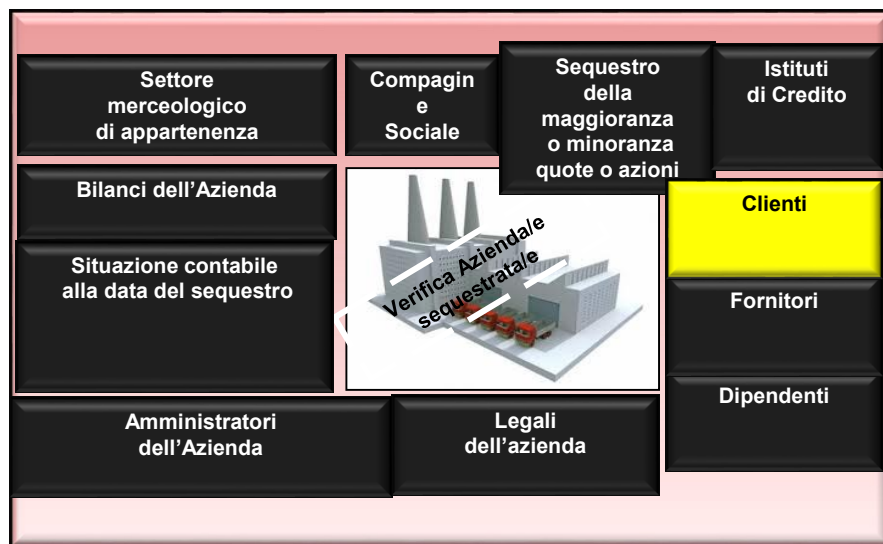 Settore
merceologico
di appartenenza
Compagin
e
Sociale
Sequestro
della
maggioranza
o minoranza
quote o azioni
Istituti
di Credito
Bilanci dell'Azienda
Clienti
Situazione contabile
alla data del sequestro
Verifica Azienda/e
sequestrata/e
Fornitori
Dipendenti
Amministratori
dell'Azienda
Legali
dell'azienda